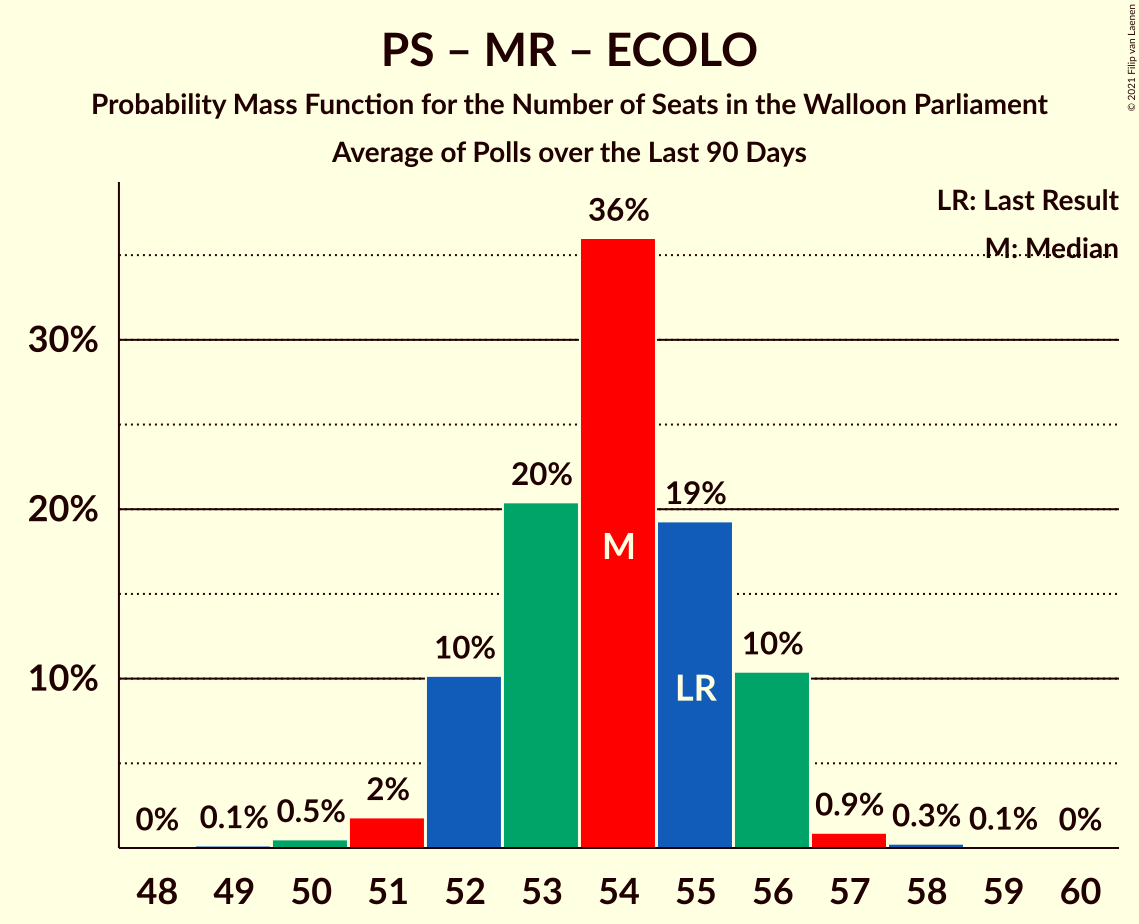 PS – MR – ECOLO
Probability Mass Function for the Number of Seats in the Walloon Parliament
Average of Polls over the Last 90 Days
© 2021 Filip van Laenen
LR: Last Result
M: Median
36%
30%
20%
19%
20%
M
10%
10%
10%
LR
2%
0%
0.1%
0.5%
0.9%
0.3%
0.1%
0%
48 49 50 51 52 53 54 55 56 57 58 59 60